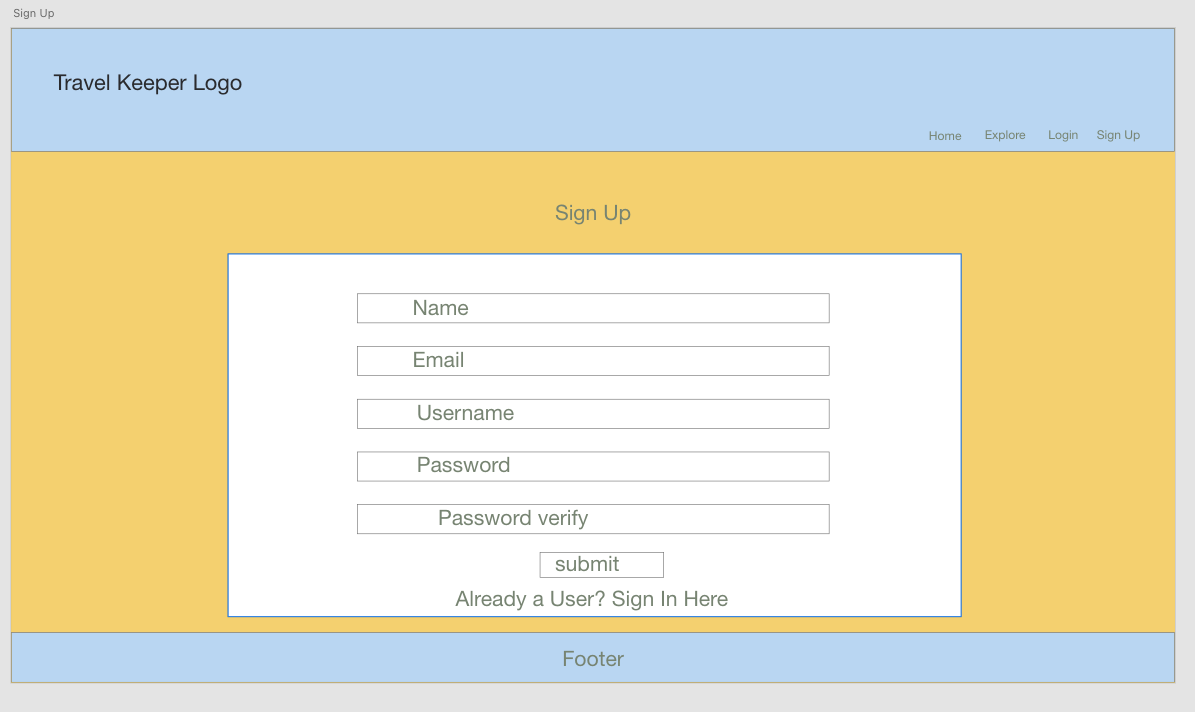 Sign Up
Travel Keeper Logo
Home Explore Login Sign Up
Sign Up
Name
Email
Username
Password
Password verify
submit
Already a User? Sign In Here
Footer